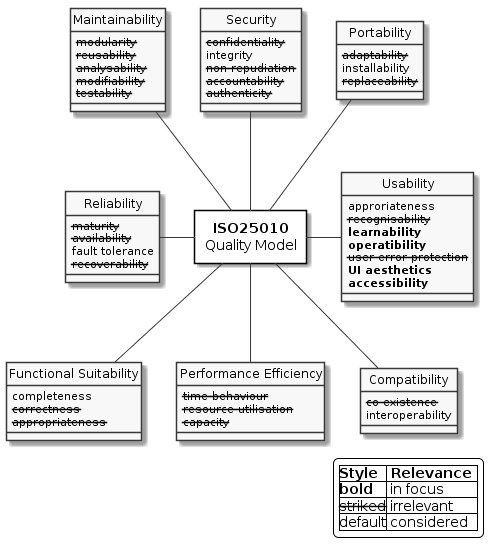 Maintainability
modularity
reusability
analysability
modifiability
testability
Security
confidentiality
integrity
non-repudiation
accountability
authenticity
Portability
adaptability
installability
replaceability
Reliability
maturity
availability
fault tolerance
recoverability
ISO25010
Quality Model
Usability
approriateness
recognisability
learnability
operatibility
user error protection
UI aesthetics
accessibility
Functional Suitability
completeness
correctness
appropriateness
Performance Efficiency
time behaviour
resource utilisation
capacity
Compatibility
co-existence
interoperability
Style Relevance
bold in focus
striked irrelevant
default considered